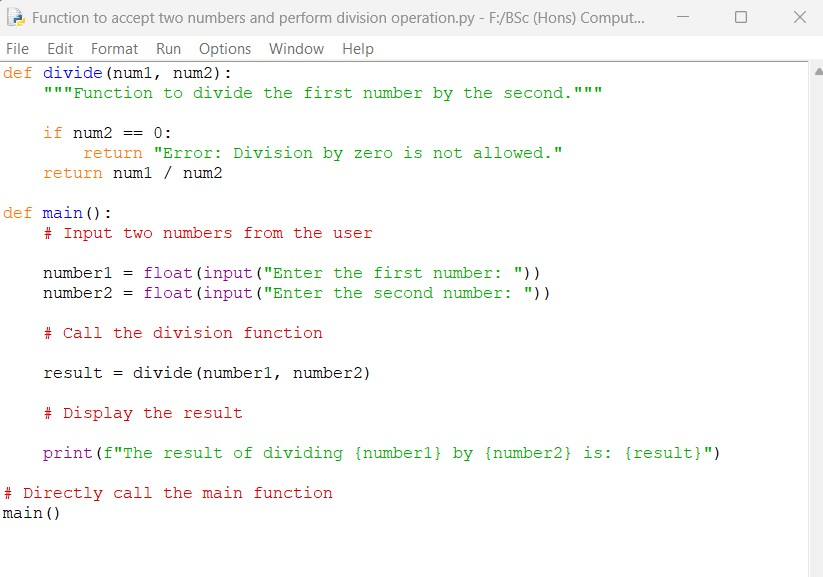 Function to accept two numbers and perform division operation.py - F:/BSc (Hons) Comput...
File Edit Format Run Options Window Help
def divide(num1, num2):
    """Function to divide the first number by the second."""
    if num2 == 0:
        return "Error: Division by zero is not allowed."
    return num1 / num2
def main():
    # Input two numbers from the user
    number1 = float(input("Enter the first number: "))
    number2 = float(input("Enter the second number: "))
    # Call the division function
    result = divide(number1, number2)
    # Display the result
    print(f"The result of dividing {number1} by {number2} is: {result}")
# Directly call the main function
main()